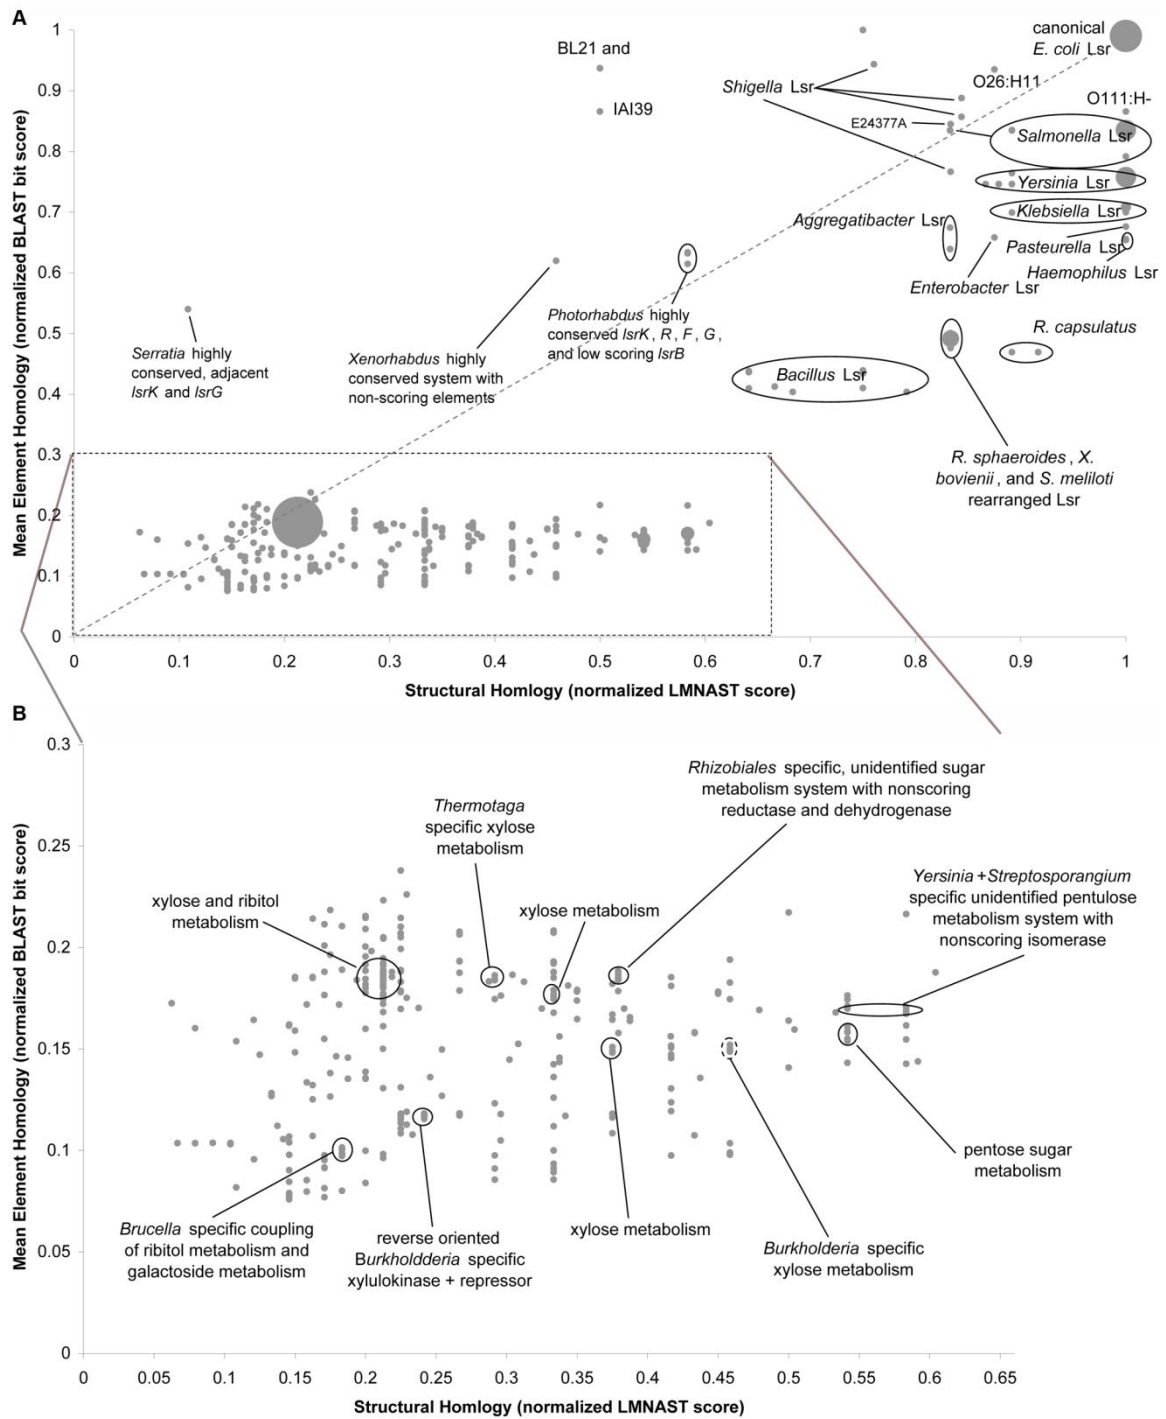 A
Mean Element Homology (normalized BLAST bit score)
1
0.9
0.8
0.7
0.6
0.5
0.4
0.3
0.2
0.1
0
BL21 and
IAI39
canonical
E. coli Lsr
Shigella Lsr
O26:H11
O111:H-
E24377A
Salmonella Lsr
Yersinia Lsr
Klebsiella Lsr
Aggregatibacter Lsr
Pasteurella Lsr
Haemophilus Lsr
Enterobacter Lsr
Photorhabdus highly
conserved lsrK, R, F, G,
and low scoring lsrB
R. capsulatus
Serratia highly
conserved, adjacent
lsrK and lsrG
Xenorhabdus highly
conserved system with
non-scoring elements
Bacillus Lsr
R. sphaeroides, X.
bovienii, and S. meliloti
rearranged Lsr
0 0.1 0.2 0.3 0.4 0.5 0.6 0.7 0.8 0.9 1
Structural Homlogy (normalized LMNAST score)
B
Mean Element Homology (normalized BLAST bit score)
0.3
0.25
0.2
0.15
0.1
0.05
0
Rhizobiales specific, unidentified sugar
metabolism system with nonscoring
reductase and dehydrogenase
Thermotaga
specific xylose
metabolism
Yersinia+Streptosporangium
specific unidentified pentulose
metabolism system with
nonscoring isomerase
xylose and ribitol
metabolism
xylose metabolism
pentose sugar
metabolism
Brucella specific coupling
of ribitol metabolism and
galactoside metabolism
reverse oriented
Burkholdderia specific
xylulokinase + repressor
xylose metabolism
Burkholderia specific
xylose metabolism
0 0.05 0.1 0.15 0.2 0.25 0.3 0.35 0.4 0.45 0.5 0.55 0.6 0.65
Structural Homology (normalized LMNAST score)